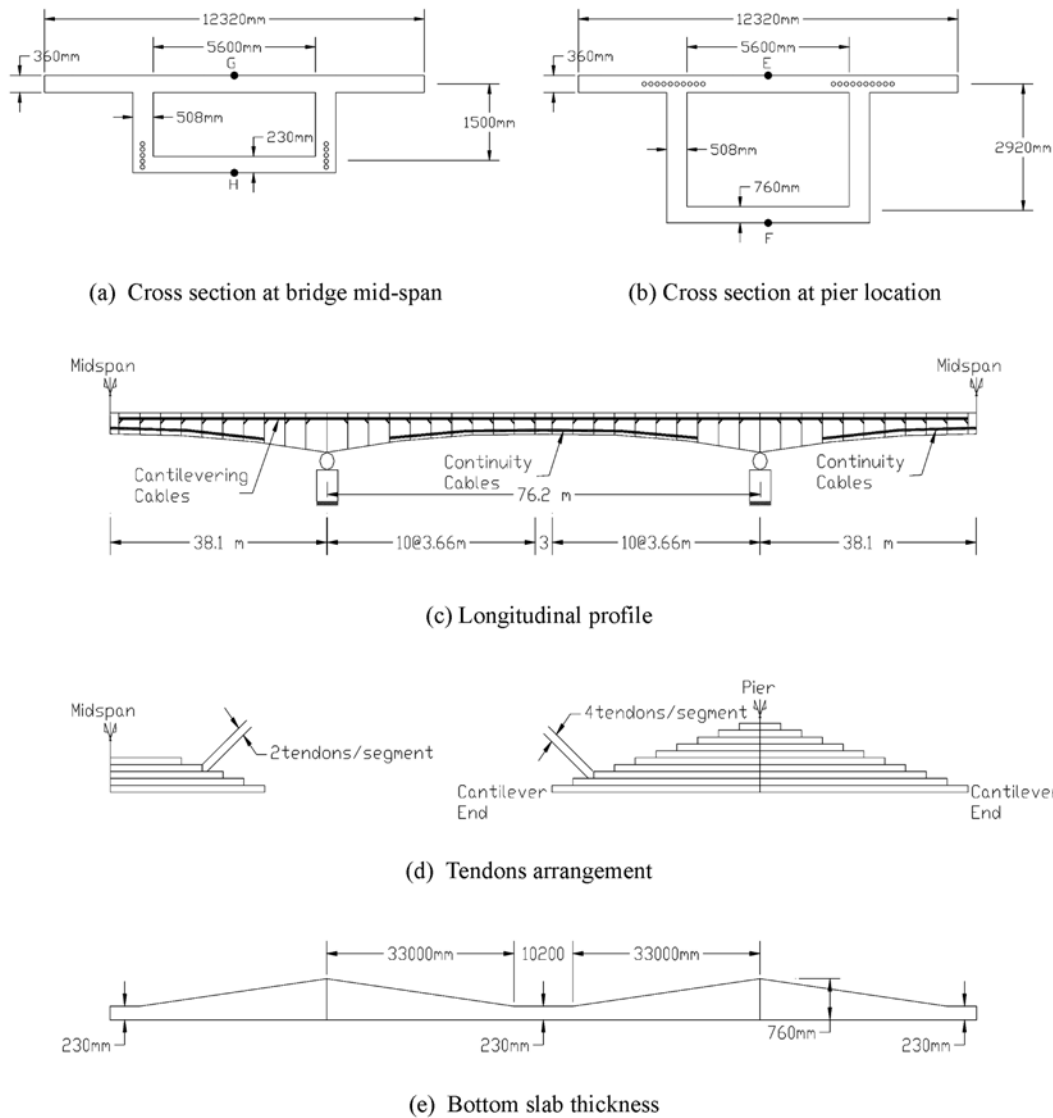 12320mm
5600mm
360mm
G
508mm
230mm
1500mm
H
(a) Cross section at bridge mid-span
12320mm
5600mm
360mm
E
508mm
760mm
2920mm
F
(b) Cross section at pier location
Midspan
Midspan
Cantilevering
Cables
Continuity
Cables
Continuity
Cables
76.2 m
38.1 m
10@3.66m
3
10@3.66m
38.1 m
(c) Longitudinal profile
Midspan
2tendons/segment
Pier
4tendons/segment
Cantilever
End
Cantilever
End
(d) Tendons arrangement
33000mm
10200
33000mm
230mm
230mm
760mm
230mm
(e) Bottom slab thickness